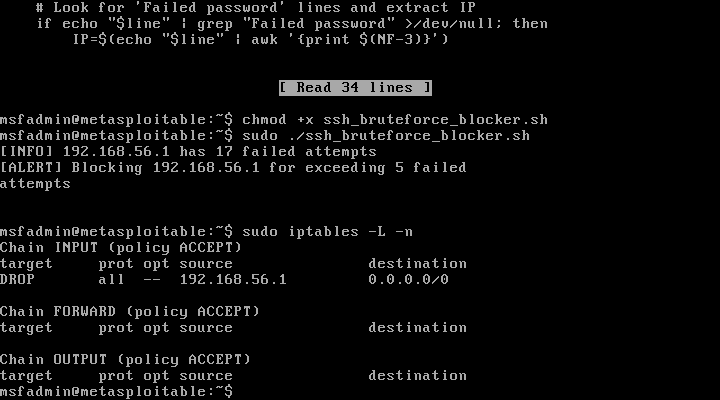 # Look for 'Failed password' lines and extract IP
if echo "$line" | grep "Failed password" >/dev/null; then
IP=$(echo "$line" | awk '{print $(NF-3)}')
[ Read 34 lines ]
msfadmin@metasploitable:~$ chmod +x ssh_bruteforce_blocker.sh
msfadmin@metasploitable:~$ sudo ./ssh_bruteforce_blocker.sh
[INFO] 192.168.56.1 has 17 failed attempts
[ALERT] Blocking 192.168.56.1 for exceeding 5 failed
attempts
msfadmin@metasploitable:~$ sudo iptables -L -n
Chain INPUT (policy ACCEPT)
target     prot opt source               destination
DROP       all  --  192.168.56.1         0.0.0.0/0
Chain FORWARD (policy ACCEPT)
target     prot opt source               destination
Chain OUTPUT (policy ACCEPT)
target     prot opt source               destination
msfadmin@metasploitable:~$